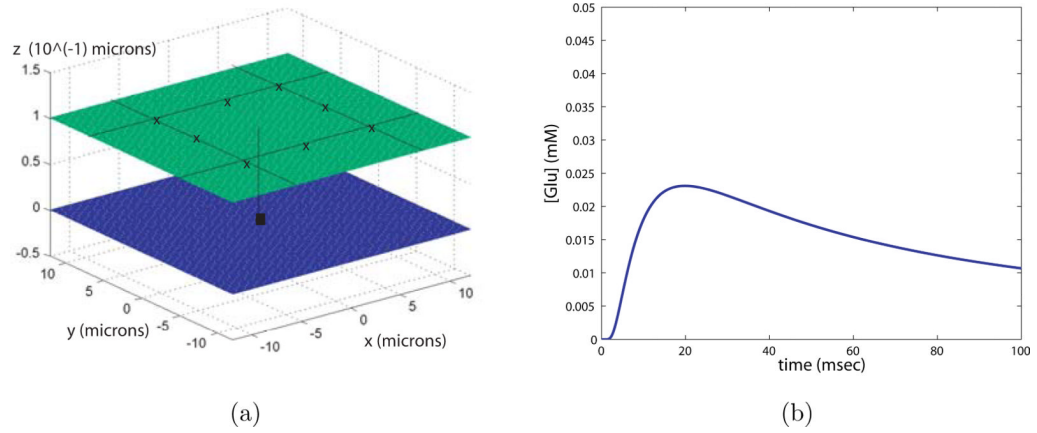 z (10^(-1) microns)
1.5
1
0.5
0
-0.5
10
5
0
-5
-10
y (microns)
-10
-5
0
5
10
x (microns)
x
x
x
x
x
x
x
x
(a)
[Glu] (mM)
0.05
0.045
0.04
0.035
0.03
0.025
0.02
0.015
0.01
0.005
0
0
20
40
60
80
100
time (msec)
(b)